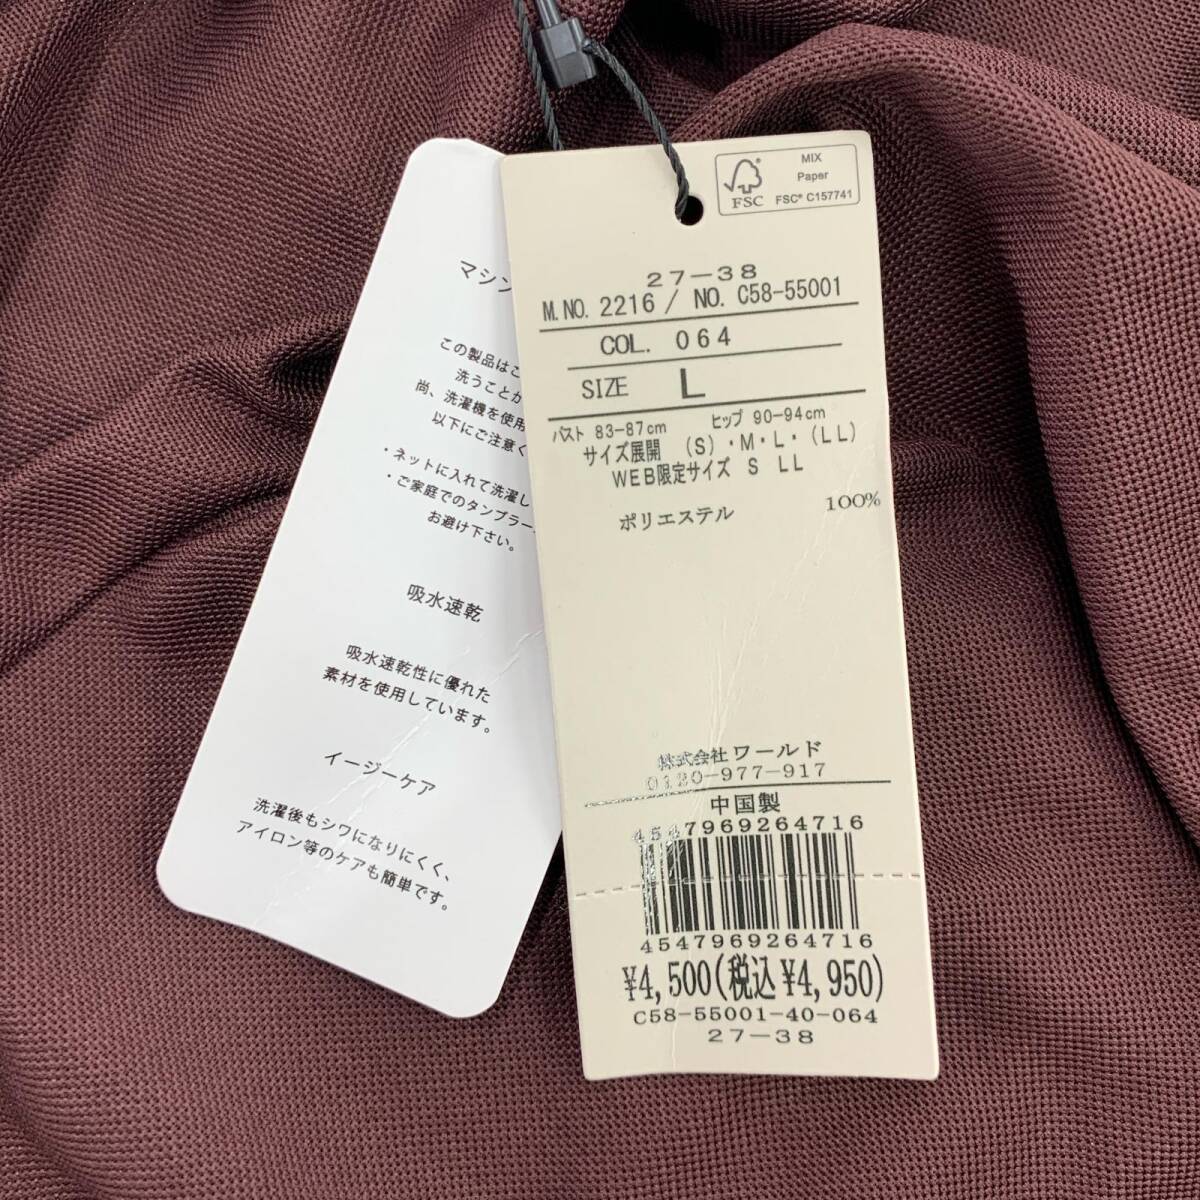 マシン
この製品はこ
洗うことが
尚、洗濯機を使用
以下にご注意く
・ネットに入れて洗濯し
・ご家庭でのタンブラー
お避け下さい。
吸水速乾
吸水速乾性に優れた
素材を使用しています。
イージーケア
洗濯後もシワになりにくく、
アイロン等のケアも簡単です。
FSC
MIX
Paper
FSC® C157741
27-38
M.NO. 2216 / NO. C58-55001
COL. 064
SIZE L
バスト 83-87cm ヒップ 90-94cm
サイズ展開 (S)・M・L・(LL)
WEB限定サイズ S LL
ポリエステル 100%
株式会社ワールド
0120-977-917
中国製
4547969264716
4547969264716
¥4,500(税込¥4,950)
C58-55001-40-064
27-38